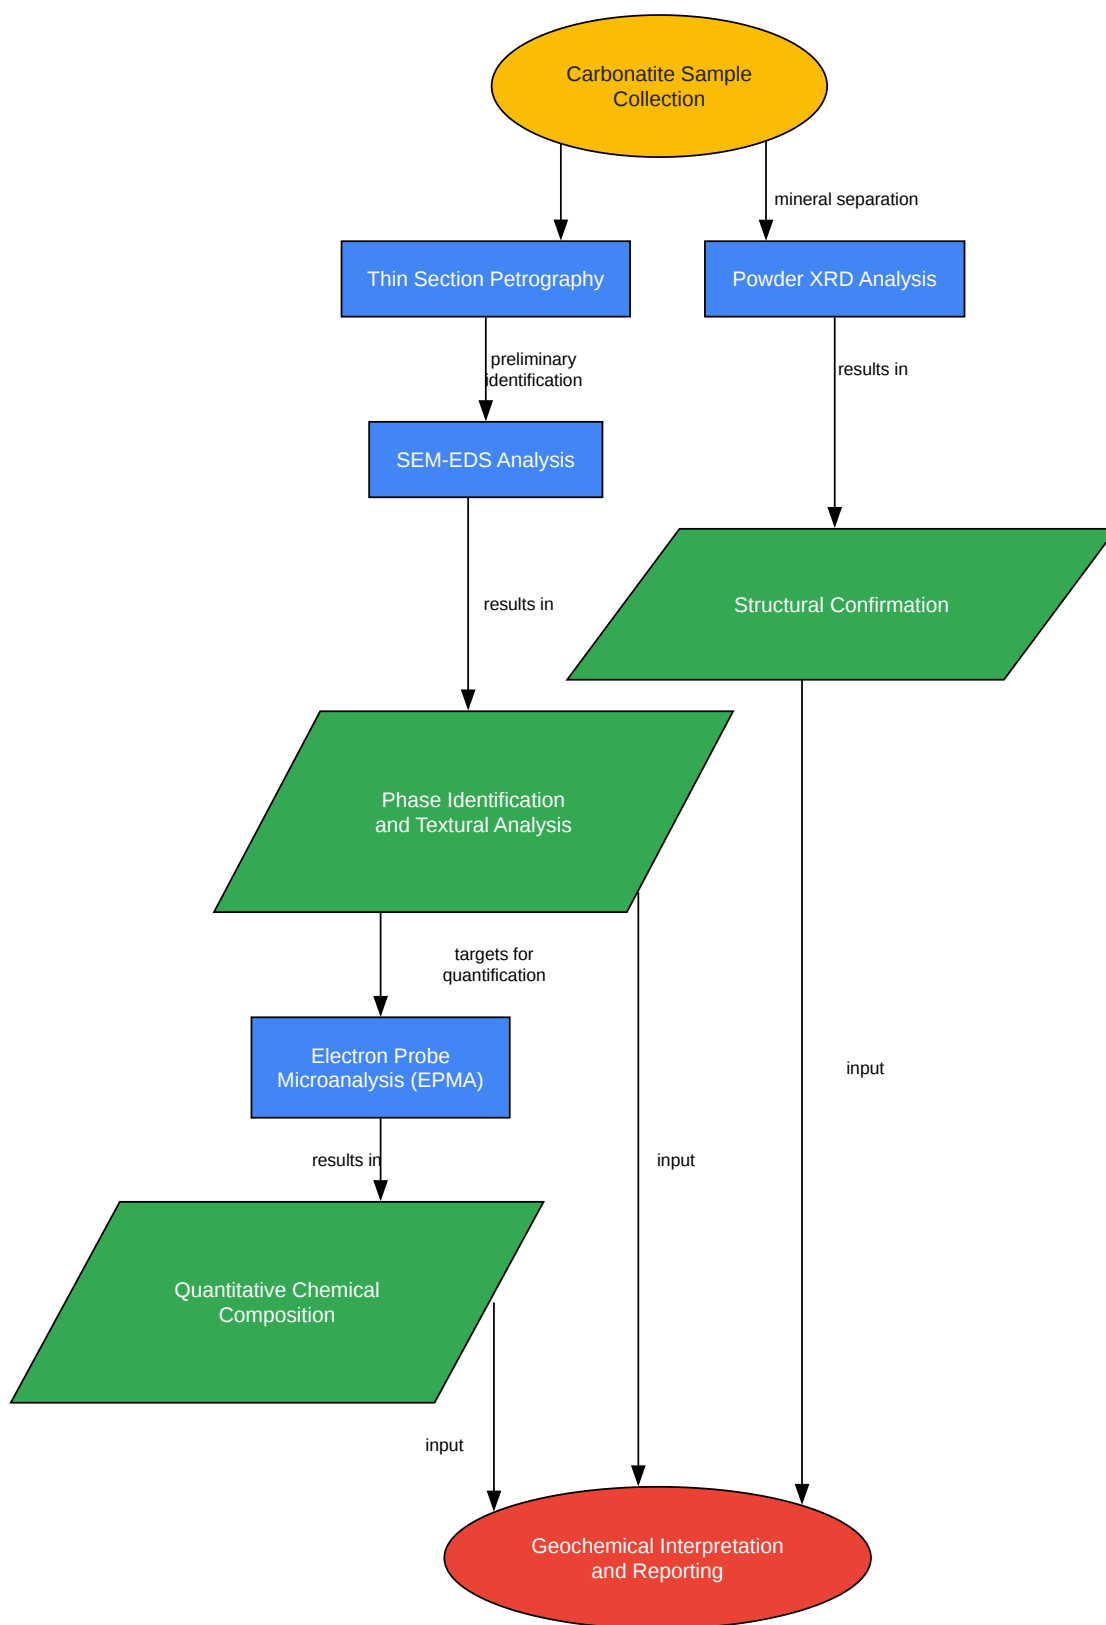 Carbonatite Sample
Collection
mineral separation
Thin Section Petrography
Powder XRD Analysis
preliminary
identification
results in
SEM-EDS Analysis
results in
Structural Confirmation
Phase Identification
and Textural Analysis
targets for
quantification
Electron Probe
Microanalysis (EPMA)
input
results in
input
Quantitative Chemical
Composition
input
Geochemical Interpretation
and Reporting